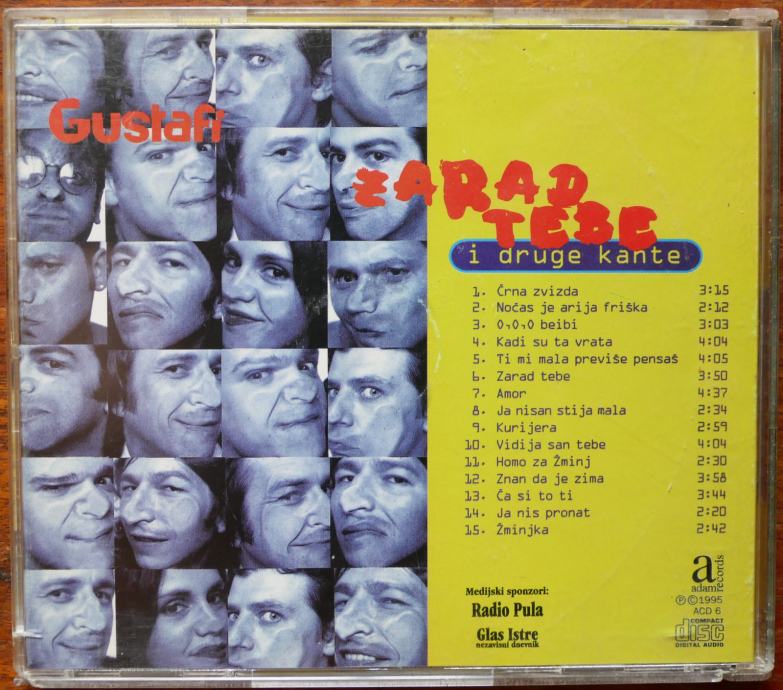 Gustafi
ZARAD
TEBE
i druge kante
1. Črna zvizda 3:15
2. Nočas je arija friška 2:12
3. O,O,O beibi 3:03
4. Kadi su ta vrata 4:04
5. Ti mi mala previše pensaš 4:05
6. Zarad tebe 3:50
7. Amor 4:37
8. Ja nisan stija mala 2:34
9. Kurijera 2:59
10. Vidija san tebe 4:04
11. Homo za Žminj 2:30
12. Znan da je zima 3:58
13. Ča si to ti 3:44
14. Ja nis pronat 2:20
15. Žminjka 2:42
Medijski sponzori:
Radio Pula
Glas Istre
nezavisni dnevnik
a
adam records
℗©1995
ACD 6
COMPACT
disc
DIGITAL AUDIO